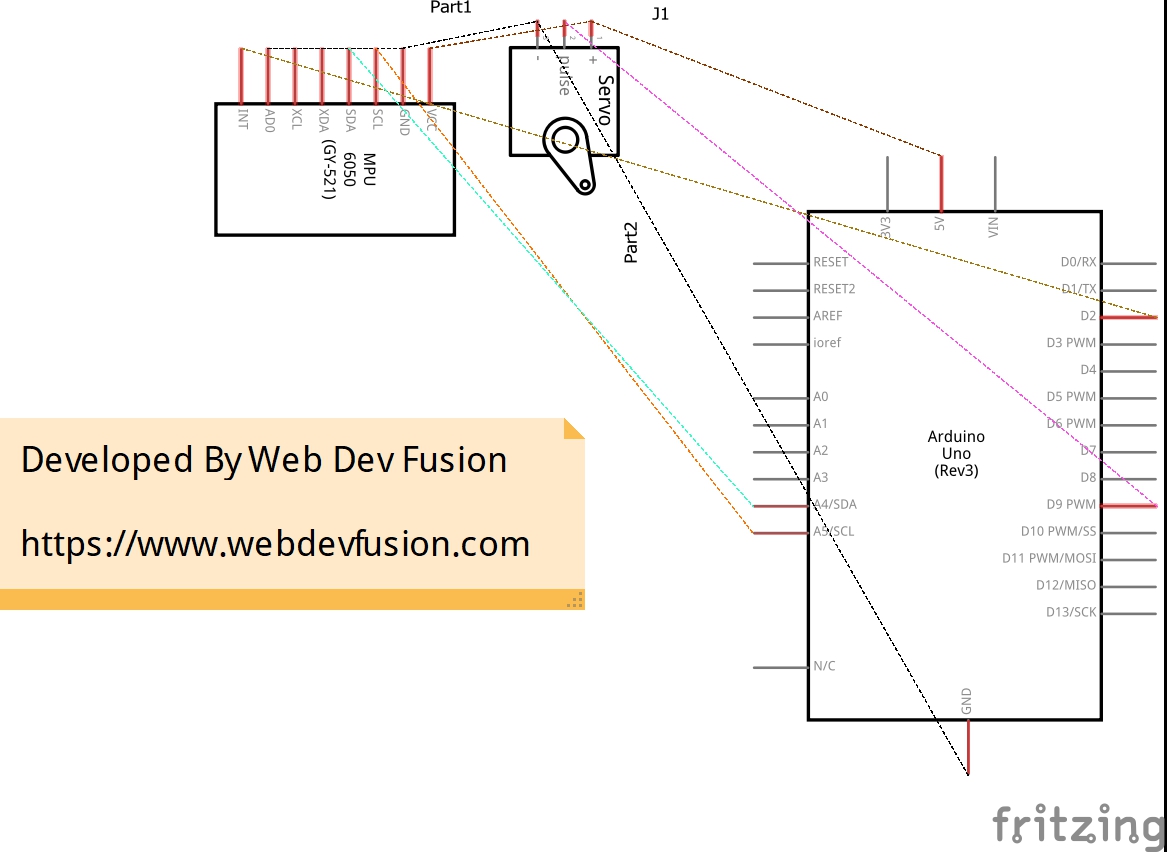 Part1
J1
INT
AD0
XCL
XDA
SDA
SCL
GND
VCC
MPU
6050
(GY-521)
-
pulse
+
2
1
Servo
Part2
3V3
5V
VIN
RESET
RESET2
AREF
ioref
A0
A1
A2
A3
A4/SDA
A5/SCL
N/C
Arduino
Uno
(Rev3)
D0/RX
D1/TX
D2
D3 PWM
D4
D5 PWM
D6 PWM
D7
D8
D9 PWM
D10 PWM/SS
D11 PWM/MOSI
D12/MISO
D13/SCK
GND
Developed By Web Dev Fusion
https://www.webdevfusion.com
fritzing